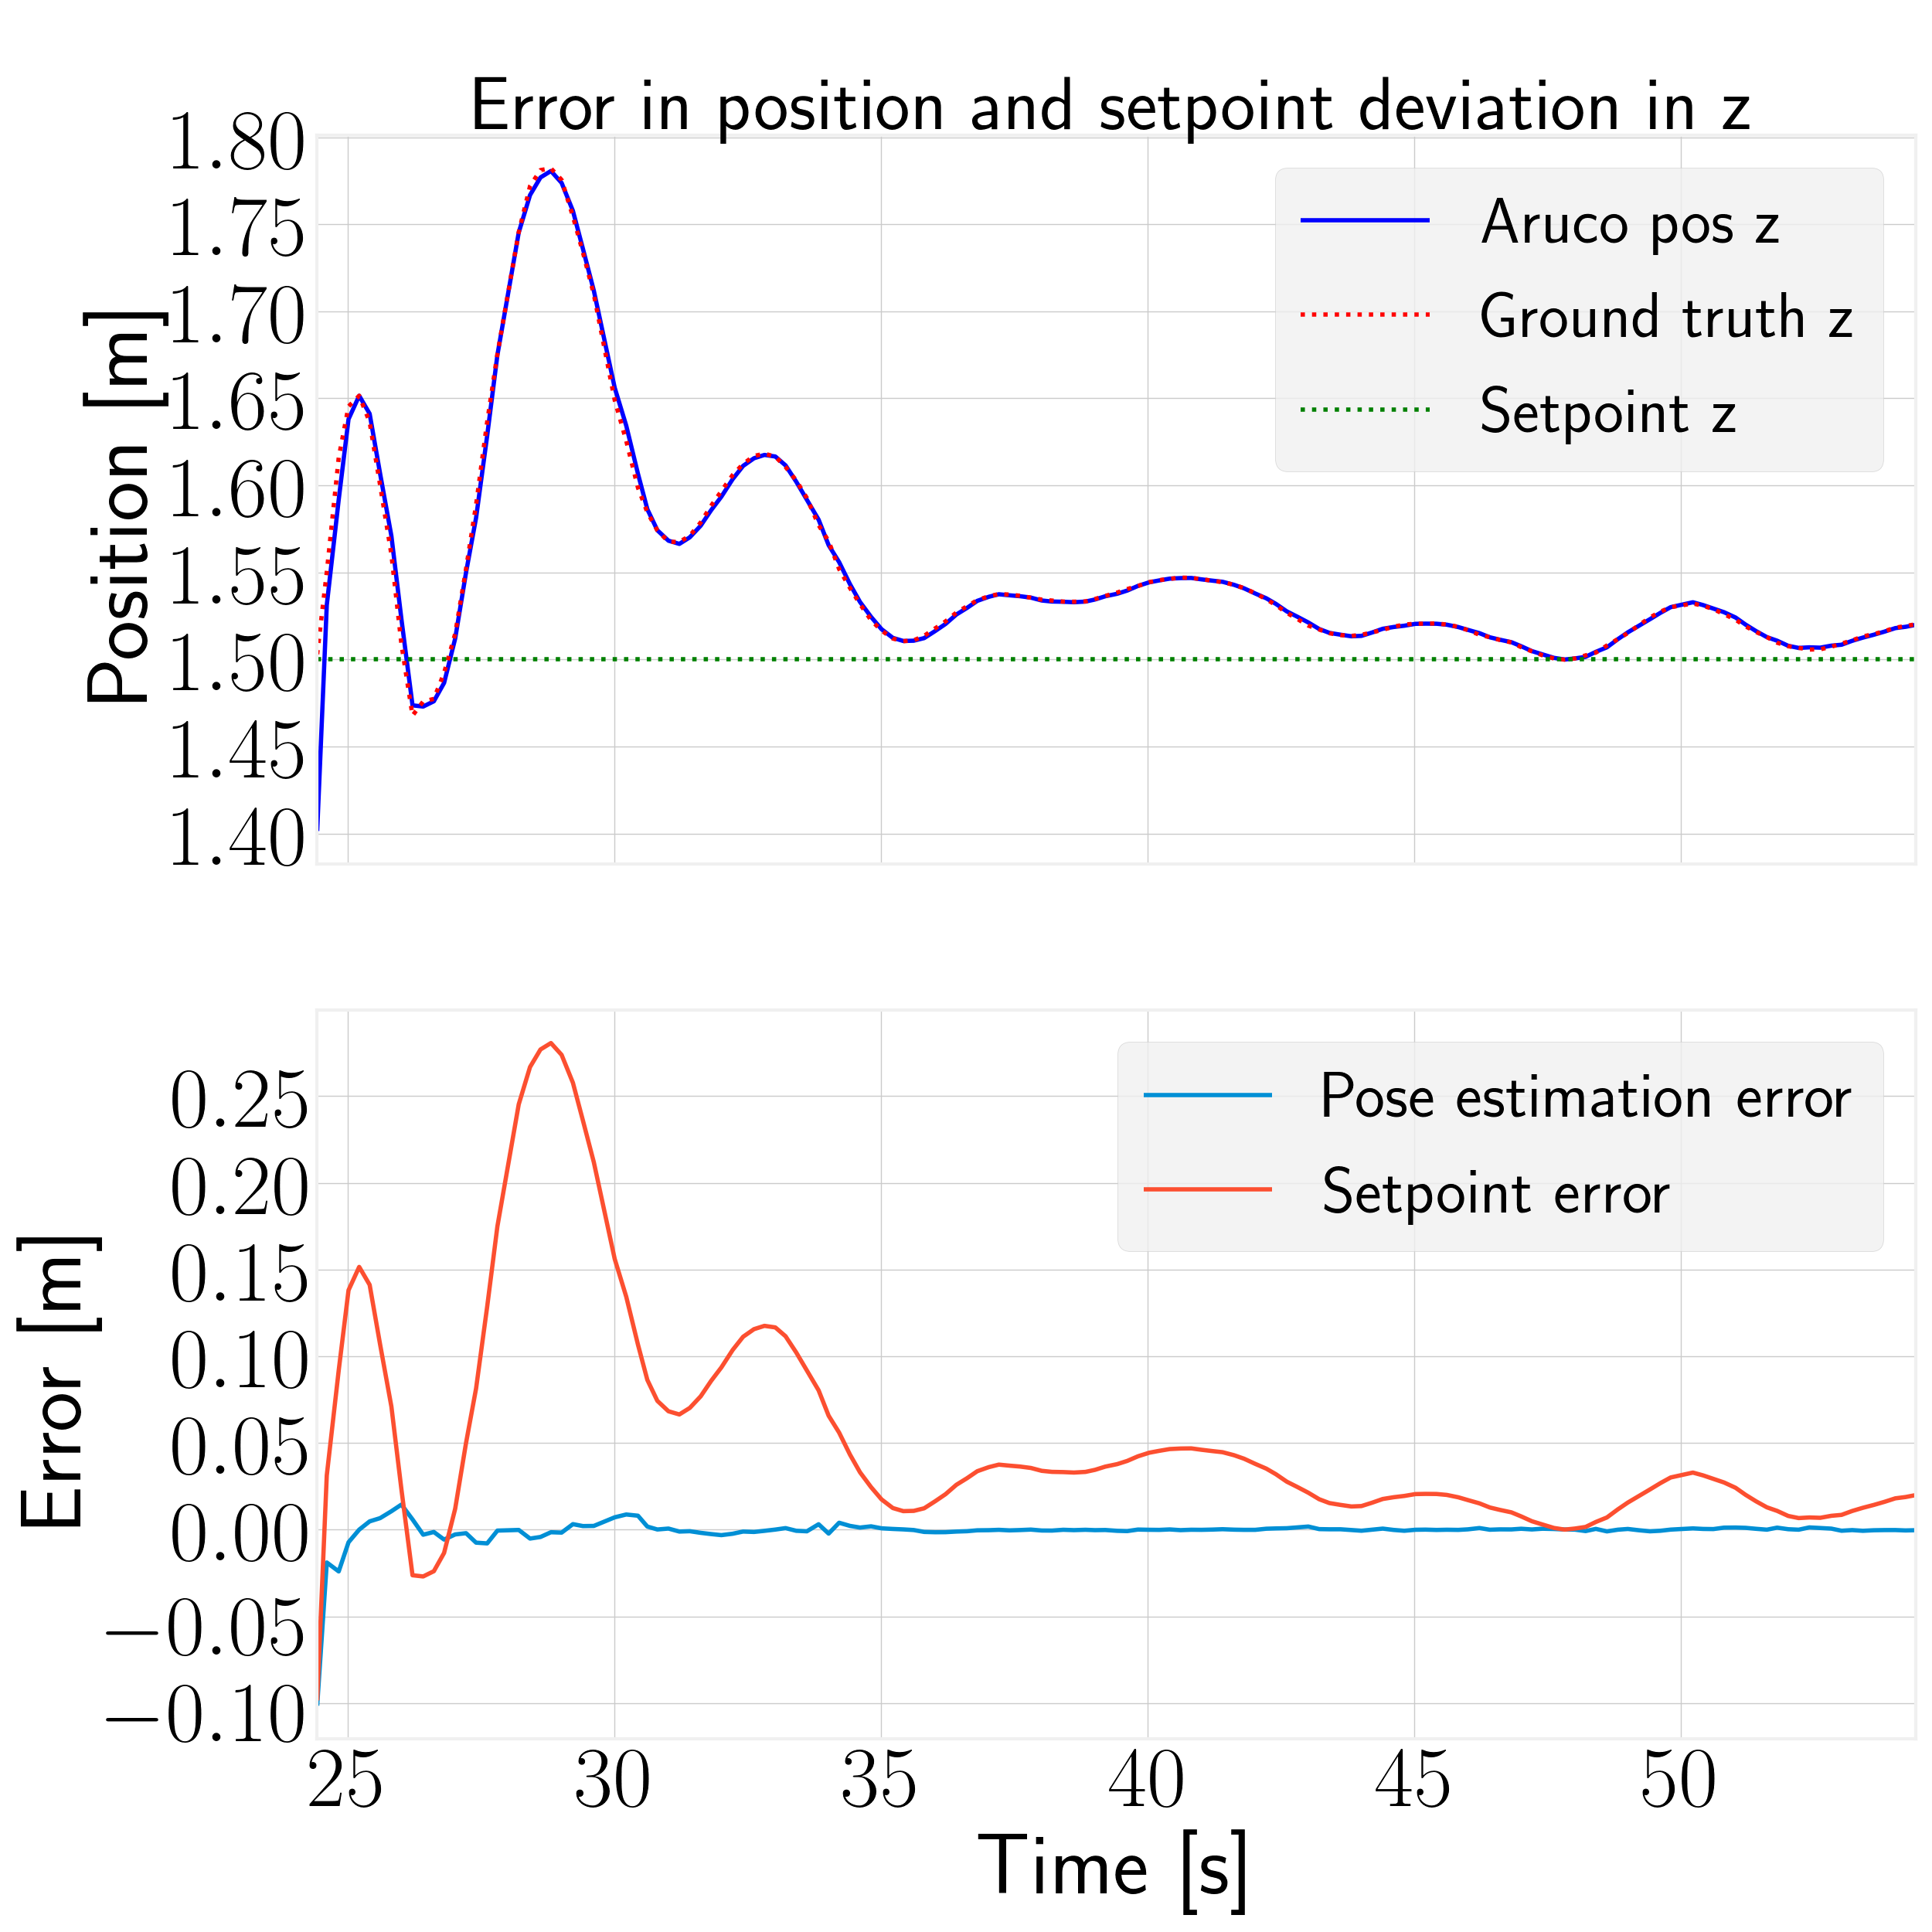 Error in position and setpoint deviation in z
Position [m]
1.80
1.75
1.70
1.65
1.60
1.55
1.50
1.45
1.40
Aruco pos z
Ground truth z
Setpoint z
Error [m]
0.25
0.20
0.15
0.10
0.05
0.00
−0.05
−0.10
Pose estimation error
Setpoint error
25 30 35 40 45 50
Time [s]